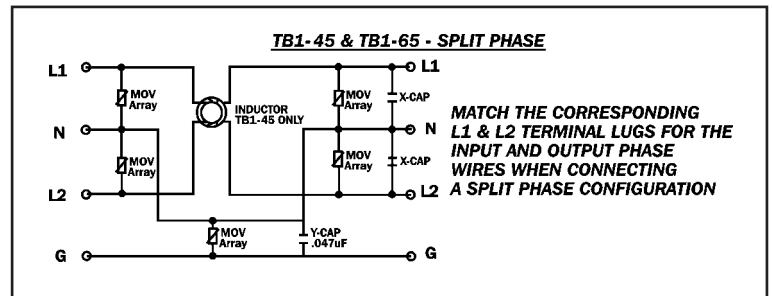 TB1-45 & TB1-65 - SPLIT PHASE
L1
L1
MOV
Array
INDUCTOR
TB1-45 ONLY
MOV
Array
X-CAP
N
N
MOV
Array
MOV
Array
X-CAP
L2
L2
MOV
Array
Y-CAP
.047uF
G
G
MATCH THE CORRESPONDING
L1 & L2 TERMINAL LUGS FOR THE
INPUT AND OUTPUT PHASE
WIRES WHEN CONNECTING
A SPLIT PHASE CONFIGURATION